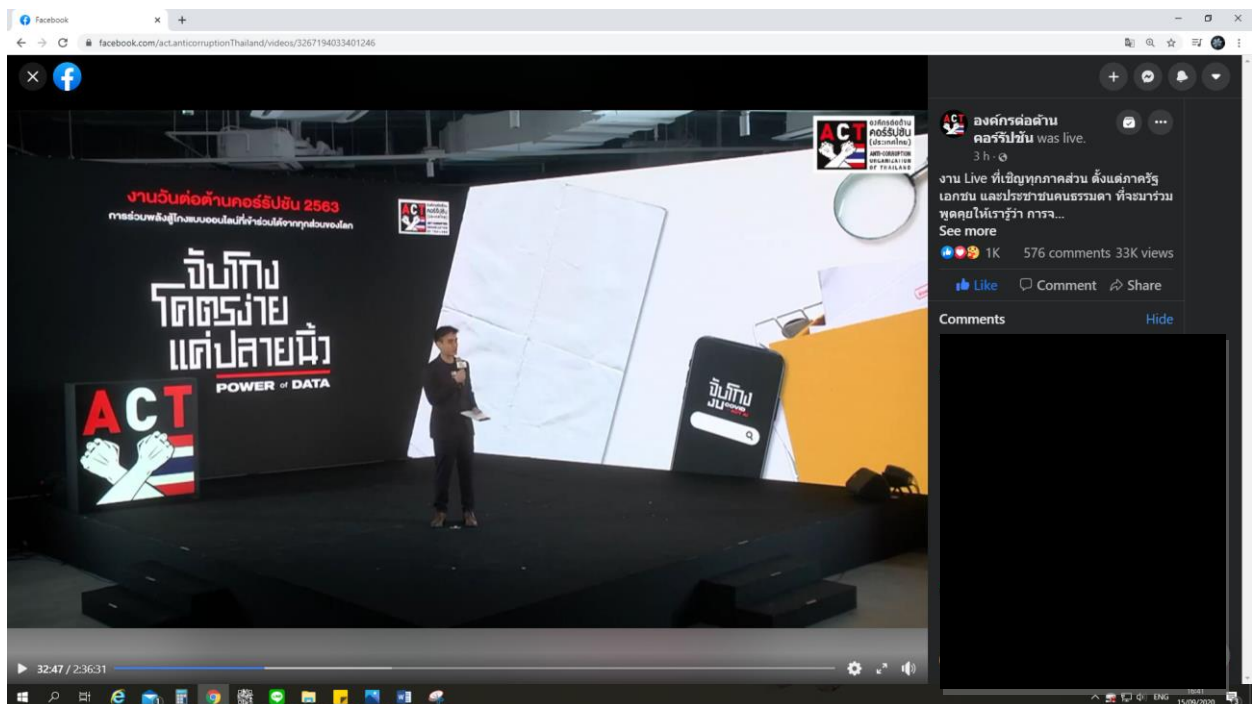 Facebook
facebook.com/act.anticorruptionThailand/videos/3267194033401246
ACT
องค์กรต่อต้าน
คอร์รัปชัน
(ประเทศไทย)
ANTI-CORRUPTION
ORGANIZATION
OF THAILAND
งานวันต่อต้านคอร์รัปชัน 2563
การร่วมพลังสู้โกงแบบออนไลน์ที่เข้าร่วมได้จากทุกส่วนของโลก
ACT
จับโกง
โคตรง่าย
แค่ปลายนิ้ว
POWER of DATA
ACT
จับโกง
งบ COVID
32:47 / 2:36:31
องค์กรต่อต้าน
คอร์รัปชัน was live.
3 h
งาน Live ที่เชิญทุกภาคส่วน ตั้งแต่ภาครัฐ
เอกชน และประชาชนคนธรรมดา ที่จะมาร่วม
พูดคุยให้เรารู้ว่า การจ...
See more
1K 576 comments 33K views
Like Comment Share
Comments Hide
ENG
16:41
15/09/2020